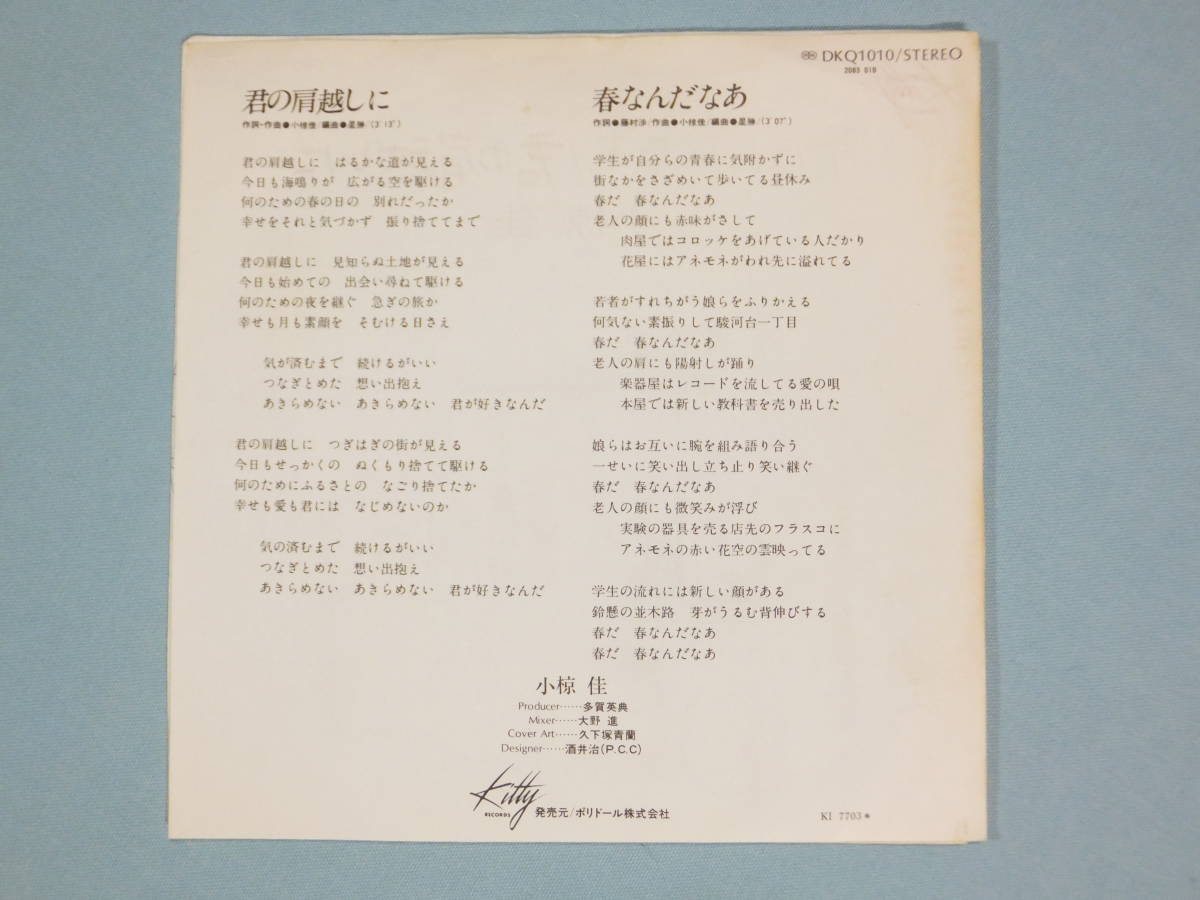 DKQ1010/STEREO
2083 018
君の肩越しに
作詞・作曲●小椋佳/編曲●星勝/(3′13″)
君の肩越しに　はるかな道が見える
今日も海鳴りが　広がる空を駆ける
何のための春の日の　別れだったか
幸せをそれと気づかず　振り捨ててまで
君の肩越しに　見知らぬ土地が見える
今日も始めての　出会い尋ねて駆ける
何のための夜を継ぐ　急ぎの旅か
幸せも月も素顔を　そむける日さえ
気が済むまで　続けるがいい
つなぎとめた　想い出抱え
あきらめない　あきらめない　君が好きなんだ
君の肩越しに　つぎはぎの街が見える
今日もせっかくの　ぬくもり捨てて駆ける
何のためにふるさとの　なごり捨てたか
幸せも愛も君には　なじめないのか
気の済むまで　続けるがいい
つなぎとめた　想い出抱え
あきらめない　あきらめない　君が好きなんだ
春なんだなあ
作詞●藤村渉/作曲●小椋佳/編曲●星勝/(3′07″)
学生が自分らの青春に気附かずに
街なかをさざめいて歩いてる昼休み
春だ　春なんだなあ
老人の顔にも赤味がさして
肉屋ではコロッケをあげている人だかり
花屋にはアネモネがわれ先に溢れてる
若者がすれちがう娘らをふりかえる
何気ない素振りして駿河台一丁目
春だ　春なんだなあ
老人の肩にも陽射しが踊り
楽器屋はレコードを流してる愛の唄
本屋では新しい教科書を売り出した
娘らはお互いに腕を組み語り合う
一せいに笑い出し立ち止り笑い継ぐ
春だ　春なんだなあ
老人の顔にも微笑みが浮び
実験の器具を売る店先のフラスコに
アネモネの赤い花空の雲映ってる
学生の流れには新しい顔がある
鈴懸の並木路　芽がうるむ背伸びする
春だ　春なんだなあ
春だ　春なんだなあ
小椋 佳
Producer……多賀英典
Mixer……大野 進
Cover Art……久下塚青蘭
Designer……酒井治(P.C.C)
Kitty
RECORDS
発売元/ポリドール株式会社
KI 7703＊